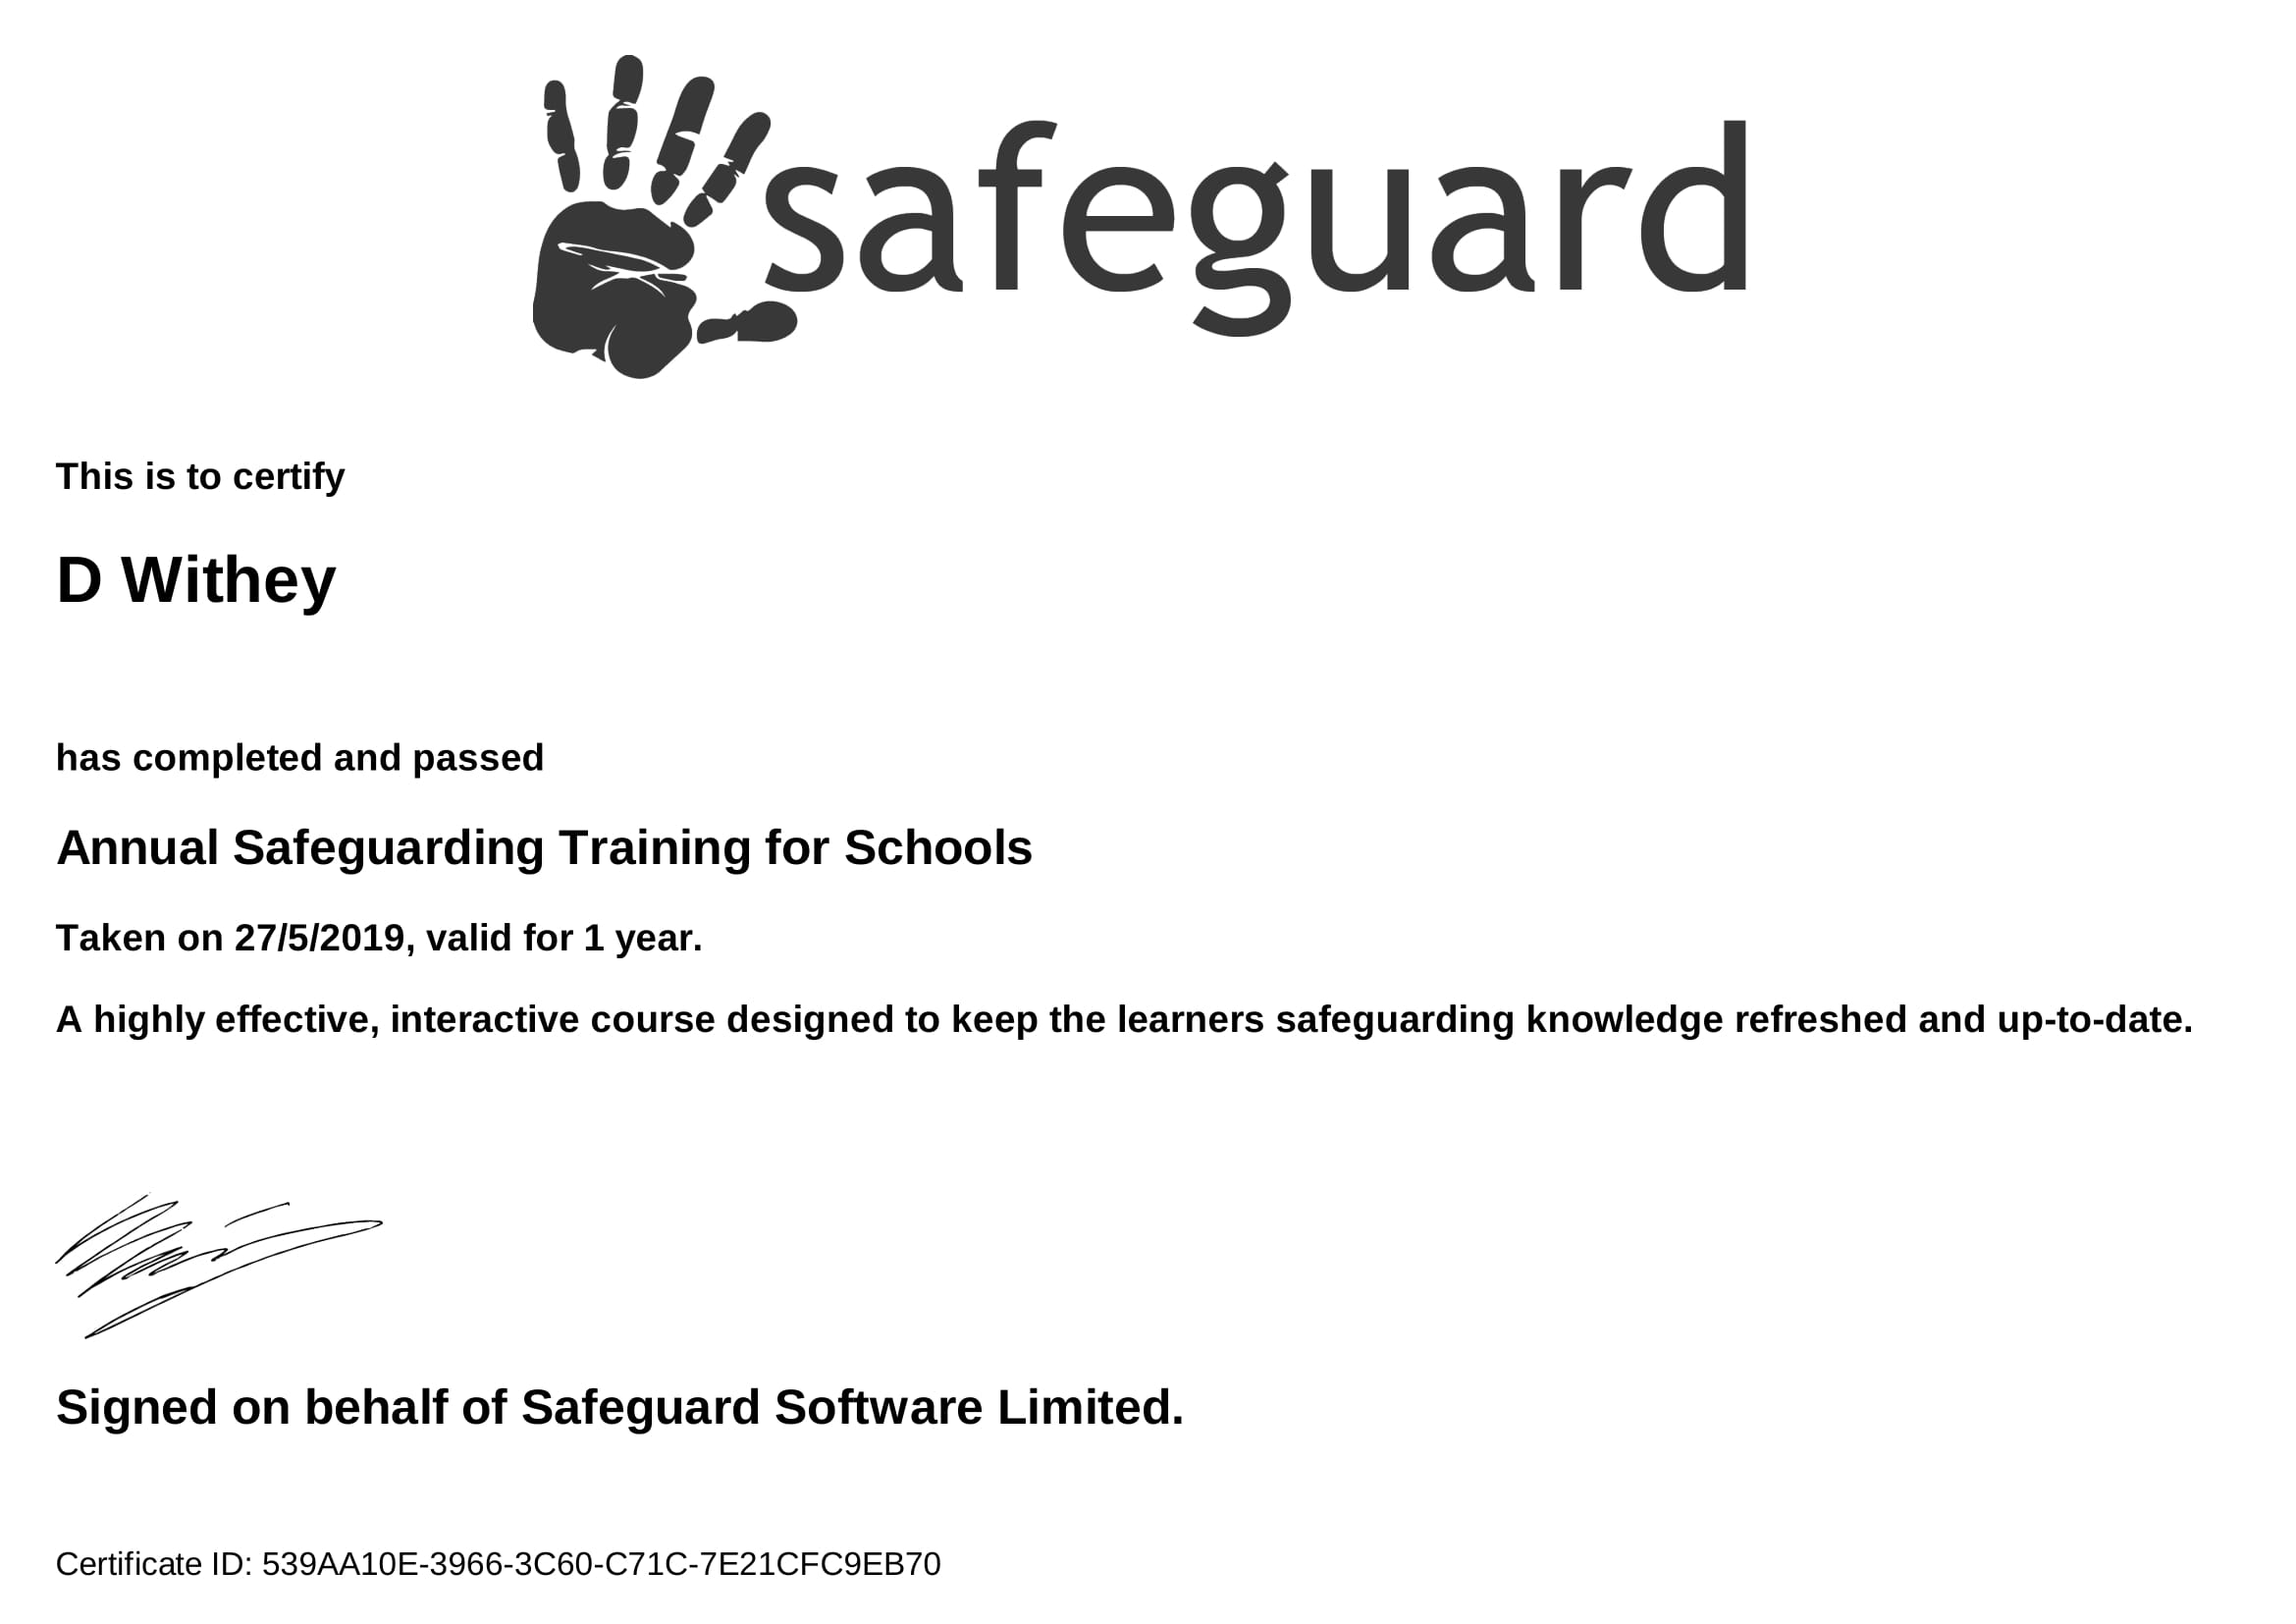 safeguard
This is to certify
D Withey
has completed and passed
Annual Safeguarding Training for Schools
Taken on 27/5/2019, valid for 1 year.
A highly effective, interactive course designed to keep the learners safeguarding knowledge refreshed and up-to-date.
Signed on behalf of Safeguard Software Limited.
Certificate ID: 539AA10E-3966-3C60-C71C-7E21CFC9EB70